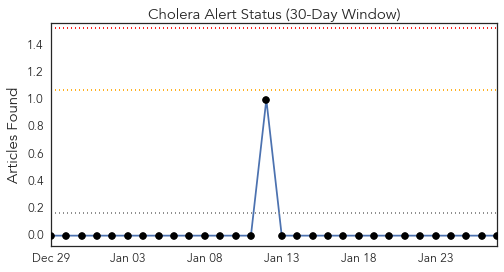 Cholera Alert Status (30-Day Window)
Articles Found
1.4
1.2
1.0
0.8
0.6
0.4
0.2
0.0
Dec 29 Jan 03 Jan 08 Jan 13 Jan 18 Jan 23